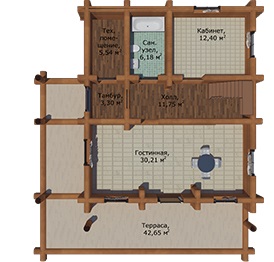 Тех.
поме-
щение,
5,54 м²
Сан.
узел,
6,18 м²
Кабинет,
12,40 м²
Тамбур,
3,30 м²
Холл,
11,75 м²
Гостинная,
30,21 м²
Терраса,
42,65 м²